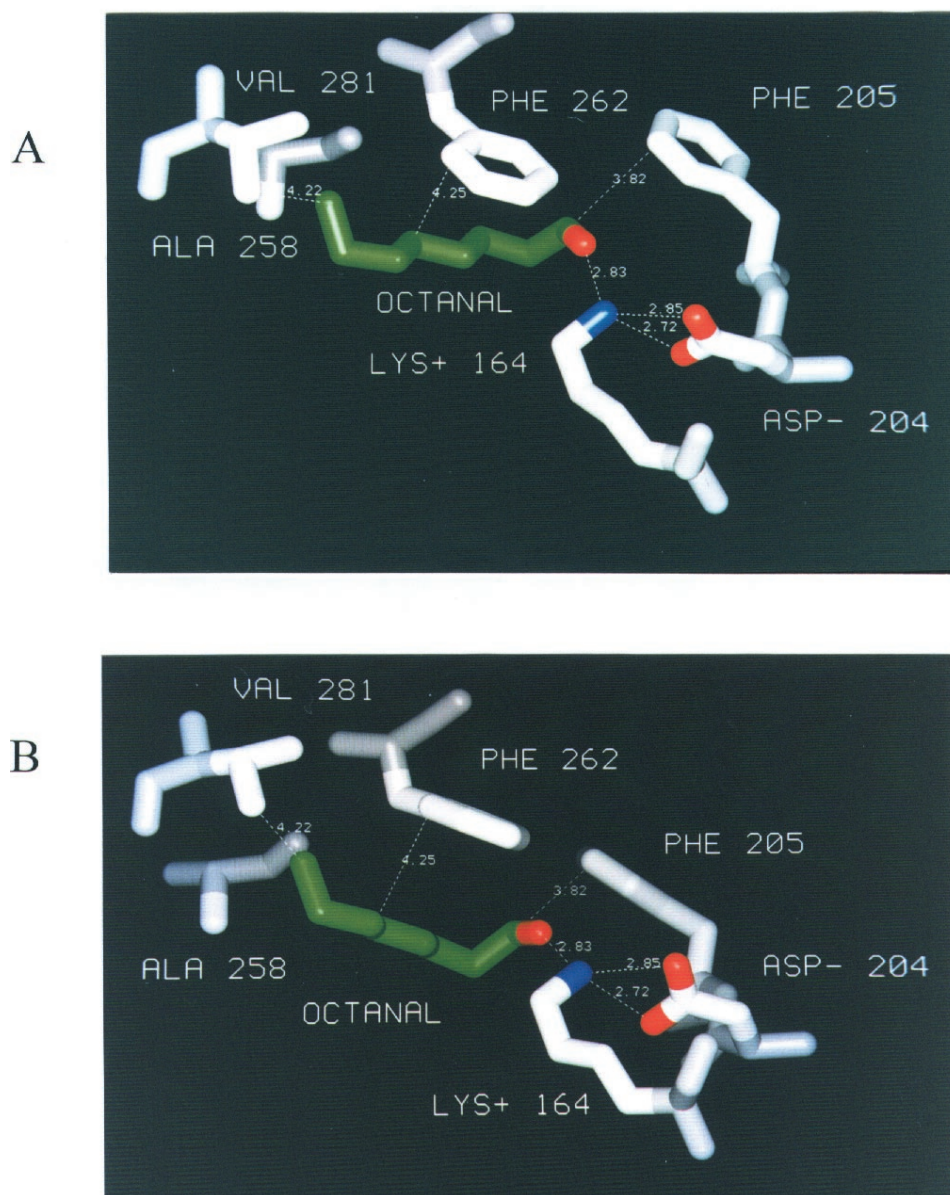 A
VAL 281
PHE 262
PHE 205
3.82
4.22
4.25
ALA 258
2.83
OCTANAL
2.85
2.72
LYS+ 164
ASP- 204
B
VAL 281
PHE 262
4.22
PHE 205
4.25
3.82
2.83
ALA 258
2.85
ASP- 204
2.72
OCTANAL
LYS+ 164